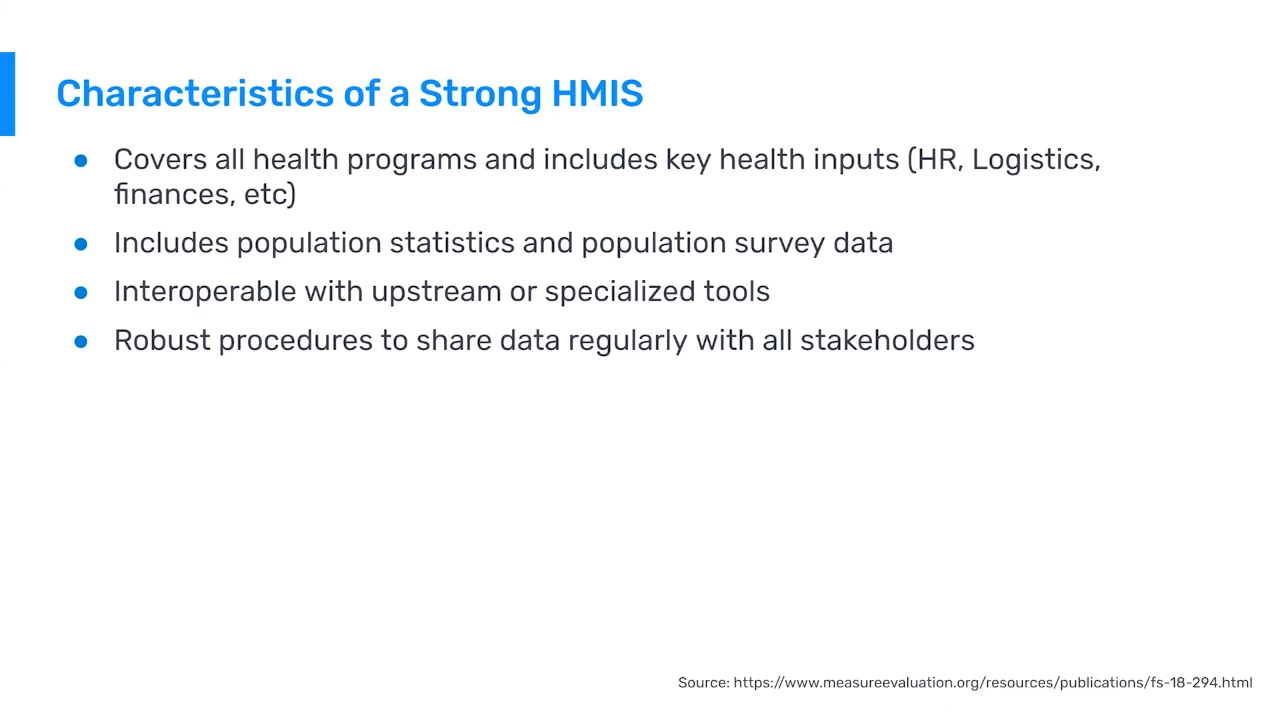 Characteristics of a Strong HMIS
● Covers all health programs and includes key health inputs (HR, Logistics,
finances, etc)
● Includes population statistics and population survey data
● Interoperable with upstream or specialized tools
● Robust procedures to share data regularly with all stakeholders
Source: https://www.measureevaluation.org/resources/publications/fs-18-294.html